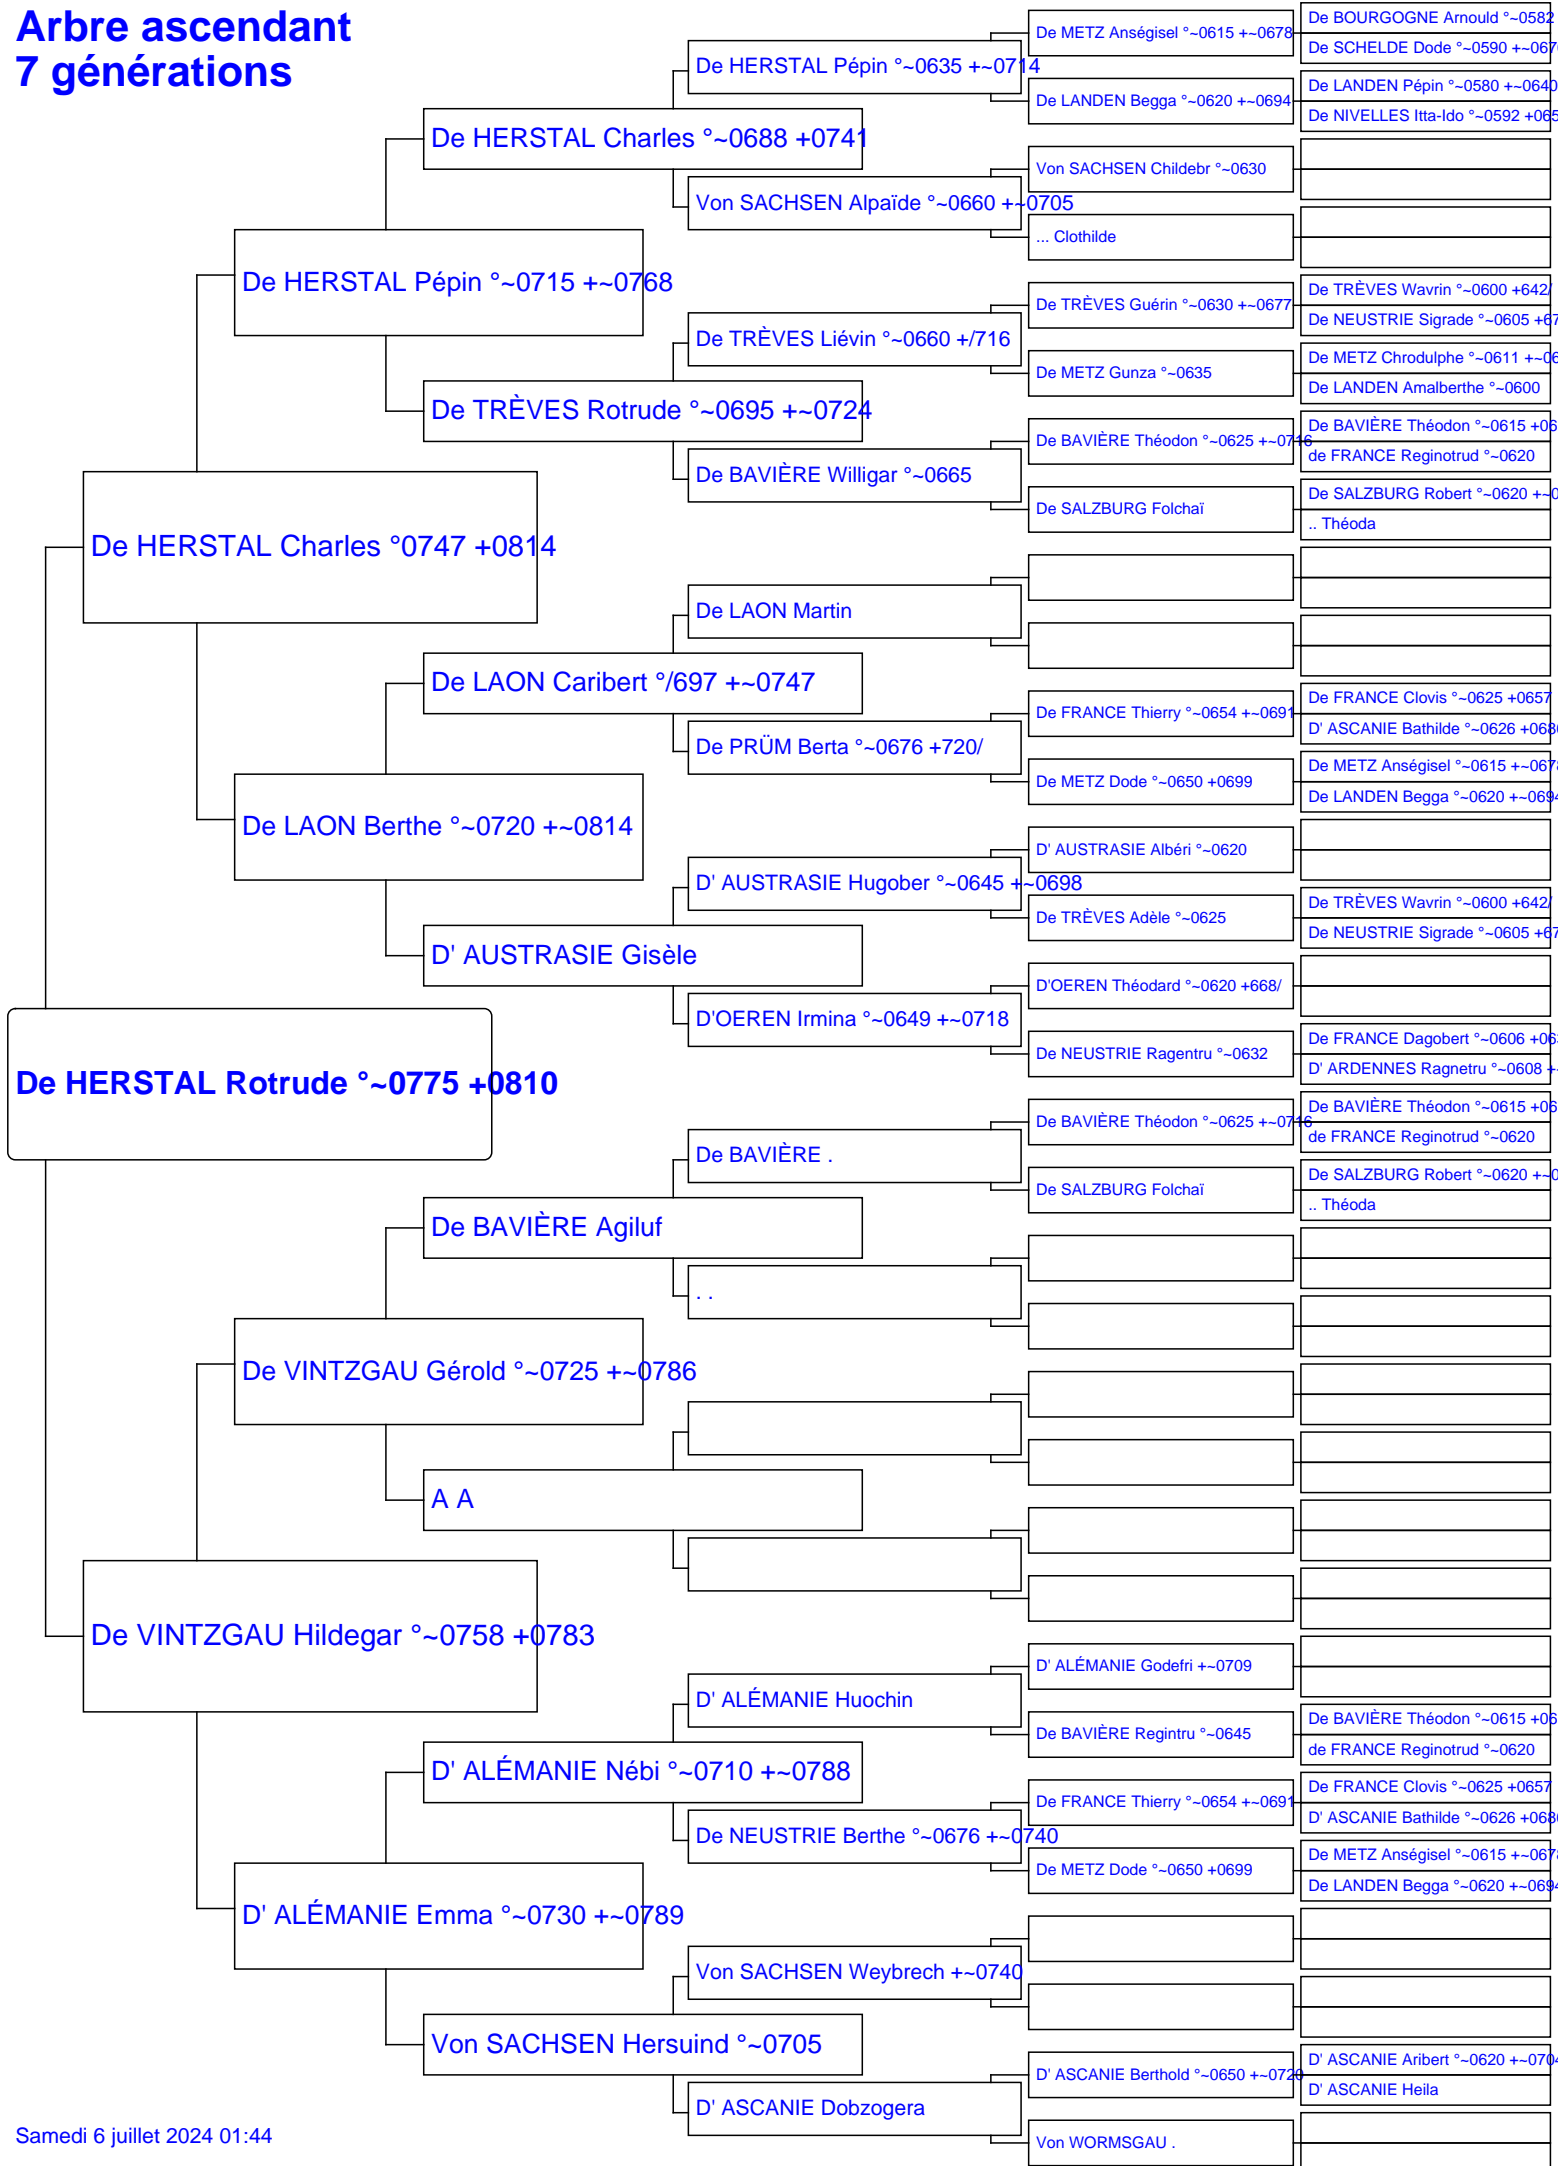 Arbre ascendant
7 générations
De HERSTAL Rotrude °~0775 +0810
De HERSTAL Charles °0747 +0814
De VINTZGAU Hildegar °~0758 +0783
De HERSTAL Pépin °~0715 +~0768
De LAON Berthe °~0720 +~0814
De VINTZGAU Gérold °~0725 +~0786
D' ALÉMANIE Emma °~0730 +~0789
De HERSTAL Charles °~0688 +0741
De TRÈVES Rotrude °~0695 +~0724
De LAON Caribert °/697 +~0747
D' AUSTRASIE Gisèle
De BAVIÈRE Agiluf
A A
D' ALÉMANIE Nébi °~0710 +~0788
Von SACHSEN Hersuind °~0705
De HERSTAL Pépin °~0635 +~0714
Von SACHSEN Alpaïde °~0660 +~0705
De TRÈVES Liévin °~0660 +/716
De BAVIÈRE Willigar °~0665
De LAON Martin
De PRÜM Berta °~0676 +720/
D' AUSTRASIE Hugober °~0645 +~0698
D'OEREN Irmina °~0649 +~0718
De BAVIÈRE .
. .
D' ALÉMANIE Huochin
De NEUSTRIE Berthe °~0676 +~0740
Von SACHSEN Weybrech +~0740
D' ASCANIE Dobzogera
De METZ Anségisel °~0615 +~0678
De LANDEN Begga °~0620 +~0694
Von SACHSEN Childebr °~0630
... Clothilde
De TRÈVES Guérin °~0630 +~0677
De METZ Gunza °~0635
De BAVIÈRE Théodon °~0625 +~0716
De SALZBURG Folchaï
De FRANCE Thierry °~0654 +~0691
De METZ Dode °~0650 +0699
D' AUSTRASIE Albéri °~0620
De TRÈVES Adèle °~0625
D'OEREN Théodard °~0620 +668/
De NEUSTRIE Ragentru °~0632
De BAVIÈRE Théodon °~0625 +~0716
De SALZBURG Folchaï
D' ALÉMANIE Godefri +~0709
De BAVIÈRE Regintru °~0645
De FRANCE Thierry °~0654 +~0691
De METZ Dode °~0650 +0699
D' ASCANIE Berthold °~0650 +~0720
Von WORMSGAU .
De BOURGOGNE Arnould °~0582
De SCHELDE Dode °~0590 +~067
De LANDEN Pépin °~0580 +~0640
De NIVELLES Itta-Ido °~0592 +065
De TRÈVES Wavrin °~0600 +642/
De NEUSTRIE Sigrade °~0605 +67
De METZ Chrodulphe °~0611 +~06
De LANDEN Amalberthe °~0600
De BAVIÈRE Théodon °~0615 +06
de FRANCE Reginotrud °~0620
De SALZBURG Robert °~0620 +~0
.. Théoda
De FRANCE Clovis °~0625 +0657
D' ASCANIE Bathilde °~0626 +068
De METZ Anségisel °~0615 +~0678
De LANDEN Begga °~0620 +~0694
De TRÈVES Wavrin °~0600 +642/
De NEUSTRIE Sigrade °~0605 +67
De FRANCE Dagobert °~0606 +063
D' ARDENNES Ragnetru °~0608 +
De BAVIÈRE Théodon °~0615 +06
de FRANCE Reginotrud °~0620
De SALZBURG Robert °~0620 +~0
.. Théoda
De BAVIÈRE Théodon °~0615 +06
de FRANCE Reginotrud °~0620
De FRANCE Clovis °~0625 +0657
D' ASCANIE Bathilde °~0626 +068
De METZ Anségisel °~0615 +~0678
De LANDEN Begga °~0620 +~0694
D' ASCANIE Aribert °~0620 +~0704
D' ASCANIE Heila
Samedi 6 juillet 2024 01:44